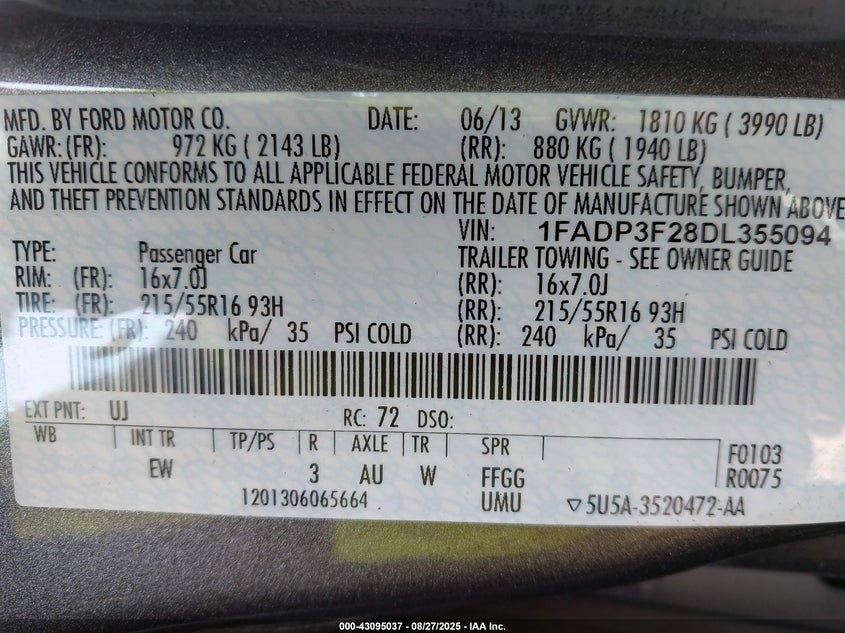 MFD. BY FORD MOTOR CO. DATE: 06/13 GVWR: 1810 KG ( 3990 LB)
GAWR: (FR): 972 KG ( 2143 LB) (RR): 880 KG ( 1940 LB)
THIS VEHICLE CONFORMS TO ALL APPLICABLE FEDERAL MOTOR VEHICLE SAFETY, BUMPER,
AND THEFT PREVENTION STANDARDS IN EFFECT ON THE DATE OF MANUFACTURE SHOWN ABOVE
VIN: 1FADP3F28DL355094
TYPE: Passenger Car TRAILER TOWING - SEE OWNER GUIDE
RIM: (FR): 16x7.0J (RR): 16x7.0J
TIRE: (FR): 215/55R16 93H (RR): 215/55R16 93H
PRESSURE: (FR): 240 kPa/ 35 PSI COLD (RR): 240 kPa/ 35 PSI COLD
EXT PNT: UJ RC: 72 DSO:
WB INT TR TP/PS R AXLE TR SPR F0103
EW 3 AU W FFGG R0075
1201306065664 UMU ▽ 5U5A-3520472-AA
000-43095037 - 08/27/2025 - IAA Inc.